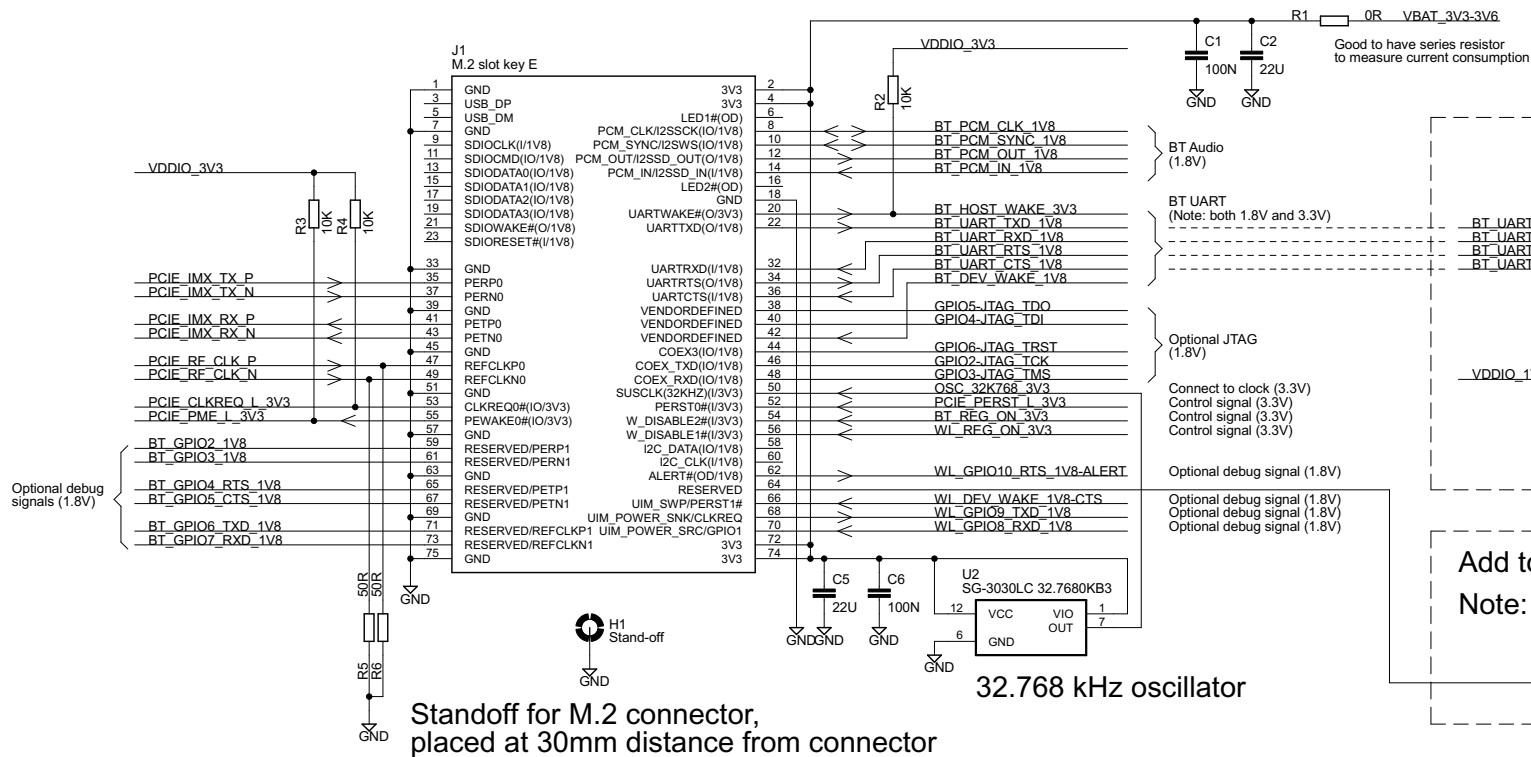 R1 0R VBAT_3V3-3V6
Good to have series resistor
to measure current consumption
C1
100N
GND
C2
22U
GND
VDDIO_3V3
R2
10K
J1
M.2 slot key E
1 GND
3 USB_DP
5 USB_DM
7 GND
9 SDIOCLK(I/1V8)
11 SDIOCMD(IO/1V8)
13 SDIODATA0(IO/1V8)
15 SDIODATA1(IO/1V8)
17 SDIODATA2(IO/1V8)
19 SDIODATA3(IO/1V8)
21 SDIOWAKE#(O/1V8)
23 SDIORESET#(I/1V8)
33 GND
35 PERP0
37 PERN0
39 GND
41 PETP0
43 PETN0
45 GND
47 REFCLKP0
49 REFCLKN0
51 GND
53 CLKREQ0#(IO/3V3)
55 PEWAKE0#(IO/3V3)
57 GND
59 RESERVED/PERP1
61 RESERVED/PERN1
63 GND
65 RESERVED/PETP1
67 RESERVED/PETN1
69 GND
71 RESERVED/REFCLKP1
73 RESERVED/REFCLKN1
75 GND
3V3 2
3V3 4
LED1#(OD) 6
PCM_CLK/I2SSCK(IO/1V8) 8
PCM_SYNC/I2SWS(IO/1V8) 10
PCM_OUT/I2SSD_OUT(O/1V8) 12
PCM_IN/I2SSD_IN(I/1V8) 14
LED2#(OD) 16
GND 18
UARTWAKE#(O/3V3) 20
UARTTXD(O/1V8) 22
UARTRXD(I/1V8) 32
UARTRTS(O/1V8) 34
UARTCTS(I/1V8) 36
VENDORDEFINED 38
VENDORDEFINED 40
VENDORDEFINED 42
COEX3(IO/1V8) 44
COEX_TXD(IO/1V8) 46
COEX_RXD(IO/1V8) 48
SUSCLK(32KHZ)(I/3V3) 50
PERST0#(I/3V3) 52
W_DISABLE2#(I/3V3) 54
W_DISABLE1#(I/3V3) 56
I2C_DATA(IO/1V8) 58
I2C_CLK(I/1V8) 60
ALERT#(OD/1V8) 62
RESERVED 64
UIM_SWP/PERST1# 66
UIM_POWER_SNK/CLKREQ 68
UIM_POWER_SRC/GPIO1 70
3V3 72
3V3 74
VDDIO_3V3
R3
10K
R4
10K
PCIE_IMX_TX_P
PCIE_IMX_TX_N
PCIE_IMX_RX_P
PCIE_IMX_RX_N
PCIE_RF_CLK_P
PCIE_RF_CLK_N
PCIE_CLKREQ_L_3V3
PCIE_PME_L_3V3
BT_GPIO2_1V8
BT_GPIO3_1V8
Optional debug
signals (1.8V)
BT_GPIO4_RTS_1V8
BT_GPIO5_CTS_1V8
BT_GPIO6_TXD_1V8
BT_GPIO7_RXD_1V8
BT_PCM_CLK_1V8
BT_PCM_SYNC_1V8
BT_PCM_OUT_1V8
BT_PCM_IN_1V8
BT Audio
(1.8V)
BT UART
(Note: both 1.8V and 3.3V)
BT_HOST_WAKE_3V3
BT_UART_TXD_1V8
BT_UART_RXD_1V8
BT_UART_RTS_1V8
BT_UART_CTS_1V8
BT_DEV_WAKE_1V8
GPIO5-JTAG_TDO
GPIO4-JTAG_TDI
GPIO6-JTAG_TRST
GPIO2-JTAG_TCK
GPIO3-JTAG_TMS
Optional JTAG
(1.8V)
OSC_32K768_3V3 Connect to clock (3.3V)
PCIE_PERST_L_3V3 Control signal (3.3V)
BT_REG_ON_3V3 Control signal (3.3V)
WL_REG_ON_3V3 Control signal (3.3V)
WL_GPIO10_RTS_1V8-ALERT Optional debug signal (1.8V)
WL_DEV_WAKE_1V8-CTS Optional debug signal (1.8V)
WL_GPIO9_TXD_1V8 Optional debug signal (1.8V)
WL_GPIO8_RXD_1V8 Optional debug signal (1.8V)
BT_UART
BT_UART
BT_UART
BT_UART
VDDIO_1
Add to
Note:
50R
50R
R5
R6
GND
GND
H1
Stand-off
GND
GND
C5
22U
GND
C6
100N
GND
U2
SG-3030LC 32.7680KB3
12 VCC VIO 1
OUT 7
6 GND
GND
32.768 kHz oscillator
Standoff for M.2 connector,
placed at 30mm distance from connector